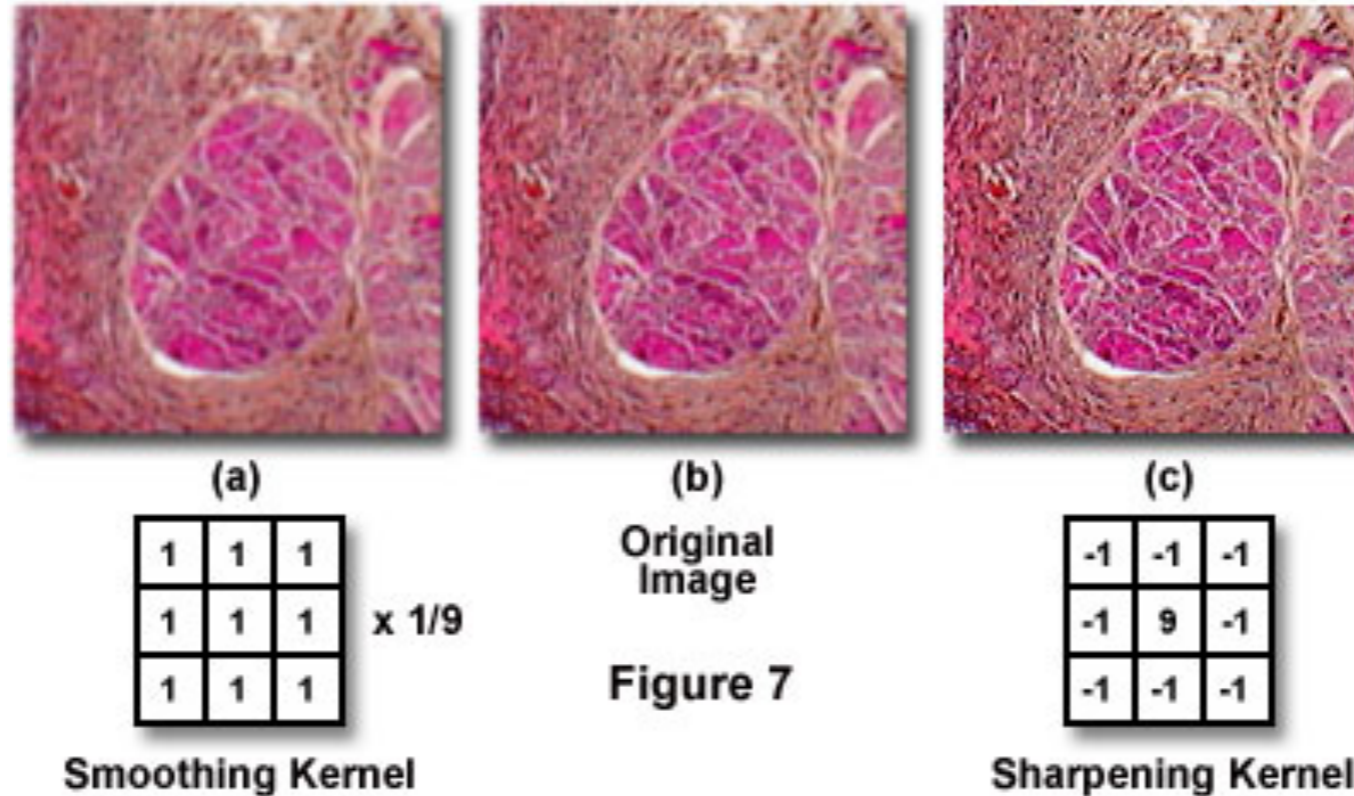 (a)
(b)
(c)
1 1 1
1 1 1
1 1 1
x 1/9
Smoothing Kernel
Original
Image
Figure 7
-1 -1 -1
-1 9 -1
-1 -1 -1
Sharpening Kernel